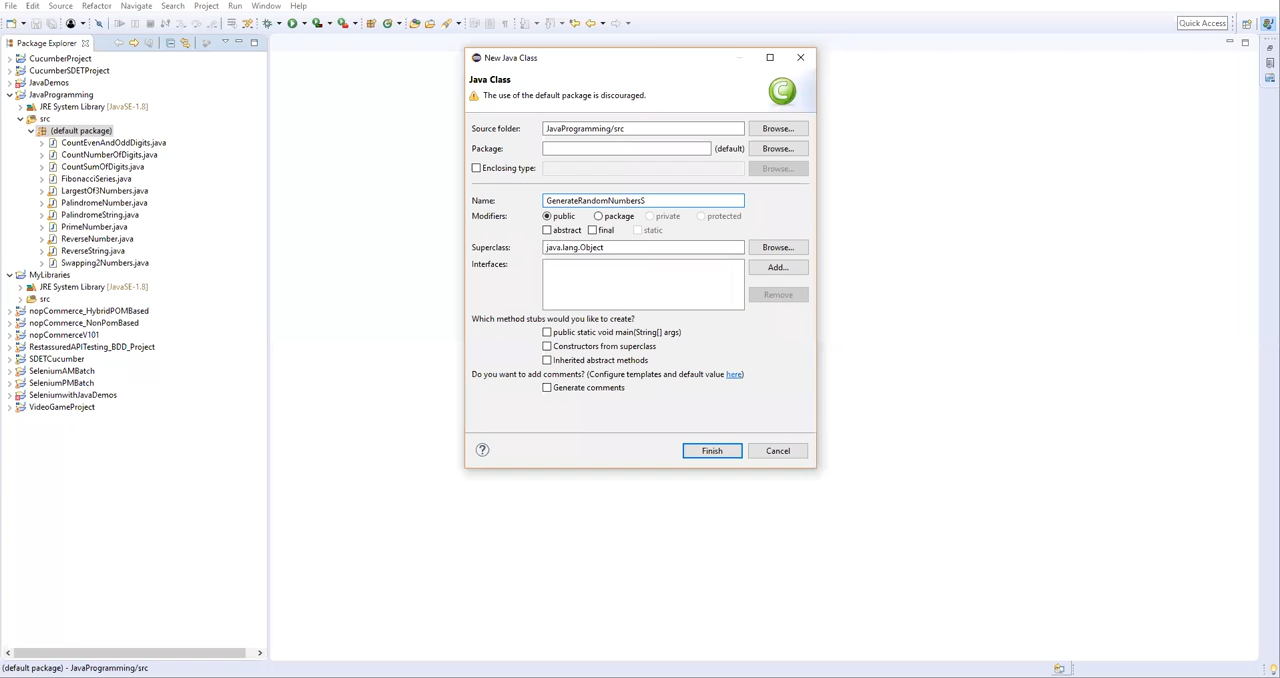 File Edit Source Refactor Navigate Search Project Run Window Help
Quick Access
Package Explorer
CucumberProject
CucumberSDETProject
JavaDemos
JavaProgramming
JRE System Library [JavaSE-1.8]
src
(default package)
CountEvenAndOddDigits.java
CountNumberOfDigits.java
CountSumOfDigits.java
FibonacciSeries.java
LargestOf3Numbers.java
PalindromeNumber.java
PalindromeString.java
PrimeNumber.java
ReverseNumber.java
ReverseString.java
Swapping2Numbers.java
MyLibraries
JRE System Library [JavaSE-1.8]
src
nopCommerce_HybridPOMBased
nopCommerce_NonPomBased
nopCommerceV101
RestassuredAPITesting_BDD_Project
SDETCucumber
SeleniumAMBatch
SeleniumPMBatch
SeleniumwithJavaDemos
VideoGameProject
New Java Class
Java Class
The use of the default package is discouraged.
Source folder: JavaProgramming/src Browse...
Package: (default) Browse...
Enclosing type: Browse...
Name: GenerateRandomNumbersS
Modifiers: public package private protected
abstract final static
Superclass: java.lang.Object Browse...
Interfaces: Add...
Remove
Which method stubs would you like to create?
public static void main(String[] args)
Constructors from superclass
Inherited abstract methods
Do you want to add comments? (Configure templates and default value here)
Generate comments
? Finish Cancel
(default package) - JavaProgramming/src